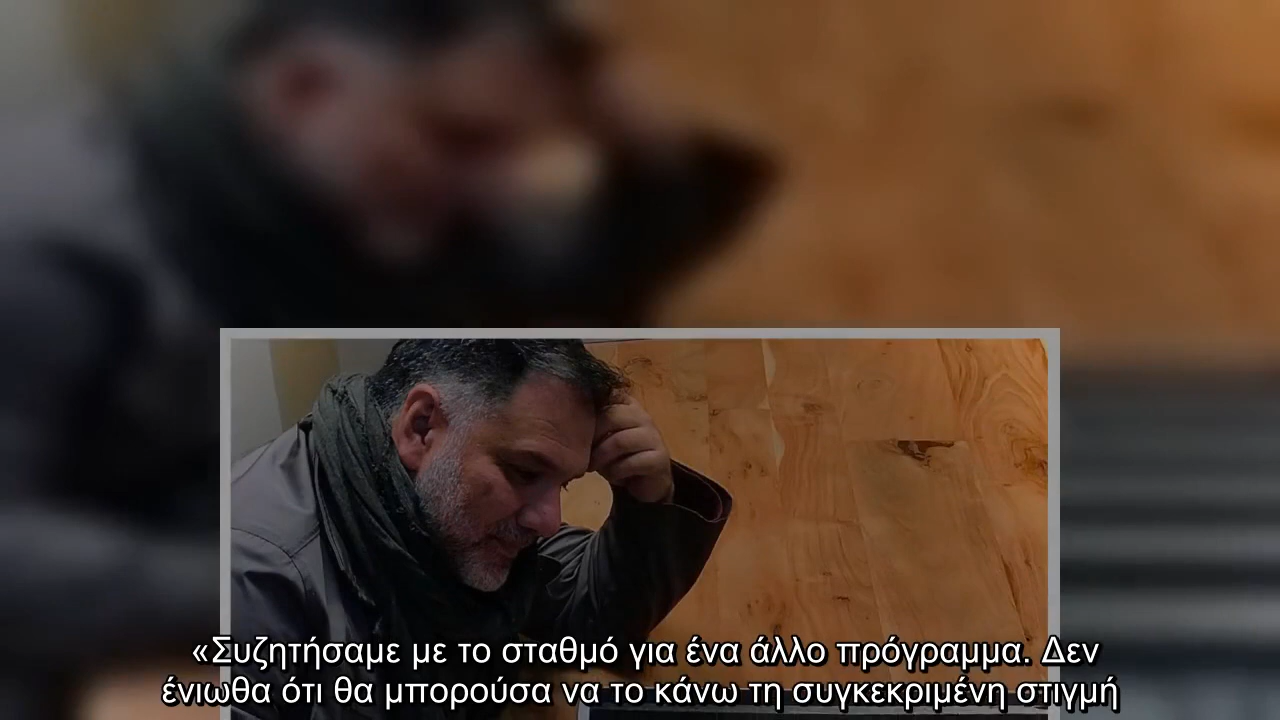 «Συζητήσαμε με το σταθμό για ένα άλλο πρόγραμμα. Δεν
ένιωθα ότι θα μπορούσα να το κάνω τη συγκεκριμένη στιγμή